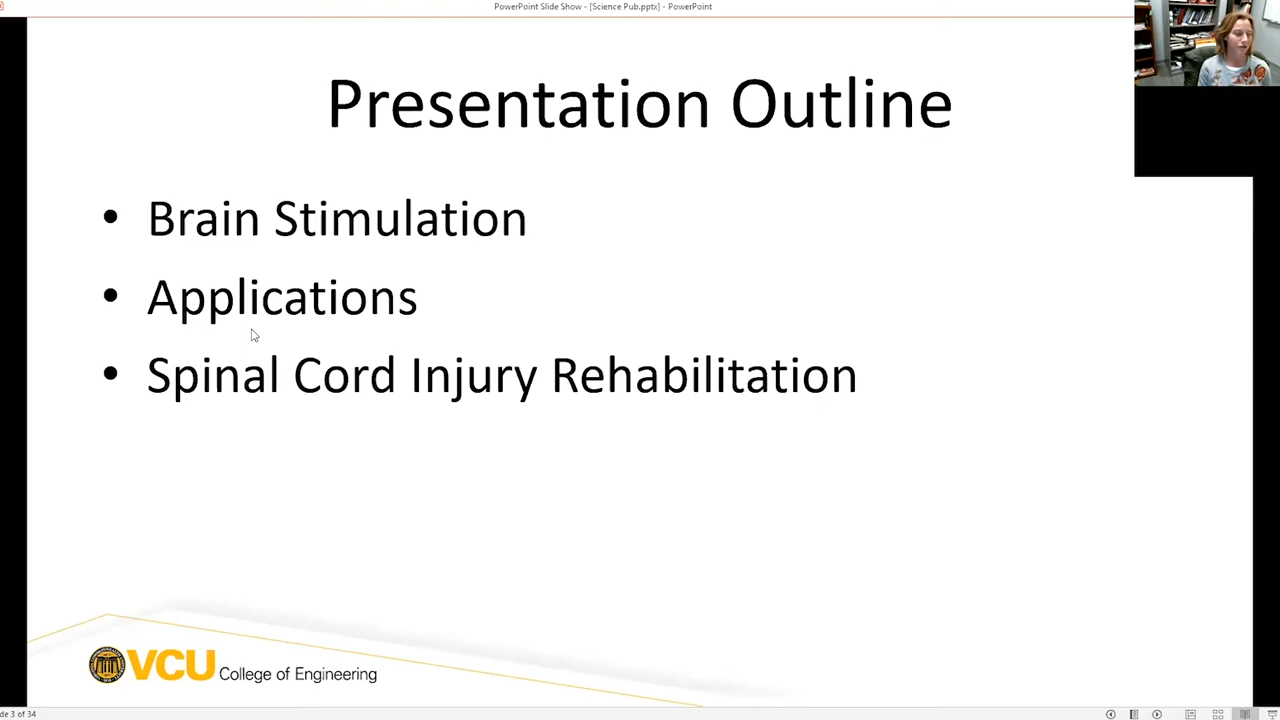 PowerPoint Slide Show - [Science Pub.pptx] - PowerPoint
Presentation Outline
• Brain Stimulation
• Applications
• Spinal Cord Injury Rehabilitation
VCU College of Engineering
de 3 of 34